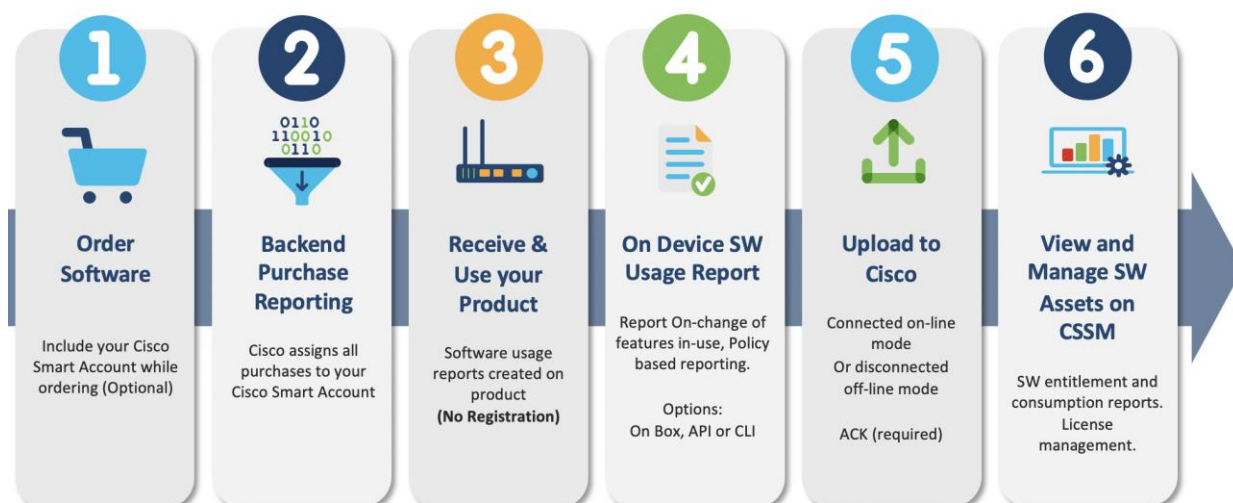 1
Order
Software
Include your Cisco
Smart Account while
ordering (Optional)
2
0110
110010
0110
Backend
Purchase
Reporting
Cisco assigns all
purchases to your
Cisco Smart Account
3
Receive &
Use your
Product
Software usage
reports created on
product
(No Registration)
4
On Device SW
Usage Report
Report On-change of
features in-use, Policy
based reporting.
Options:
On Box, API or CLI
5
Upload to
Cisco
Connected on-line
mode
Or disconnected
off-line mode
ACK (required)
6
View and
Manage SW
Assets on
CSSM
SW entitlement and
consumption reports.
License
management.